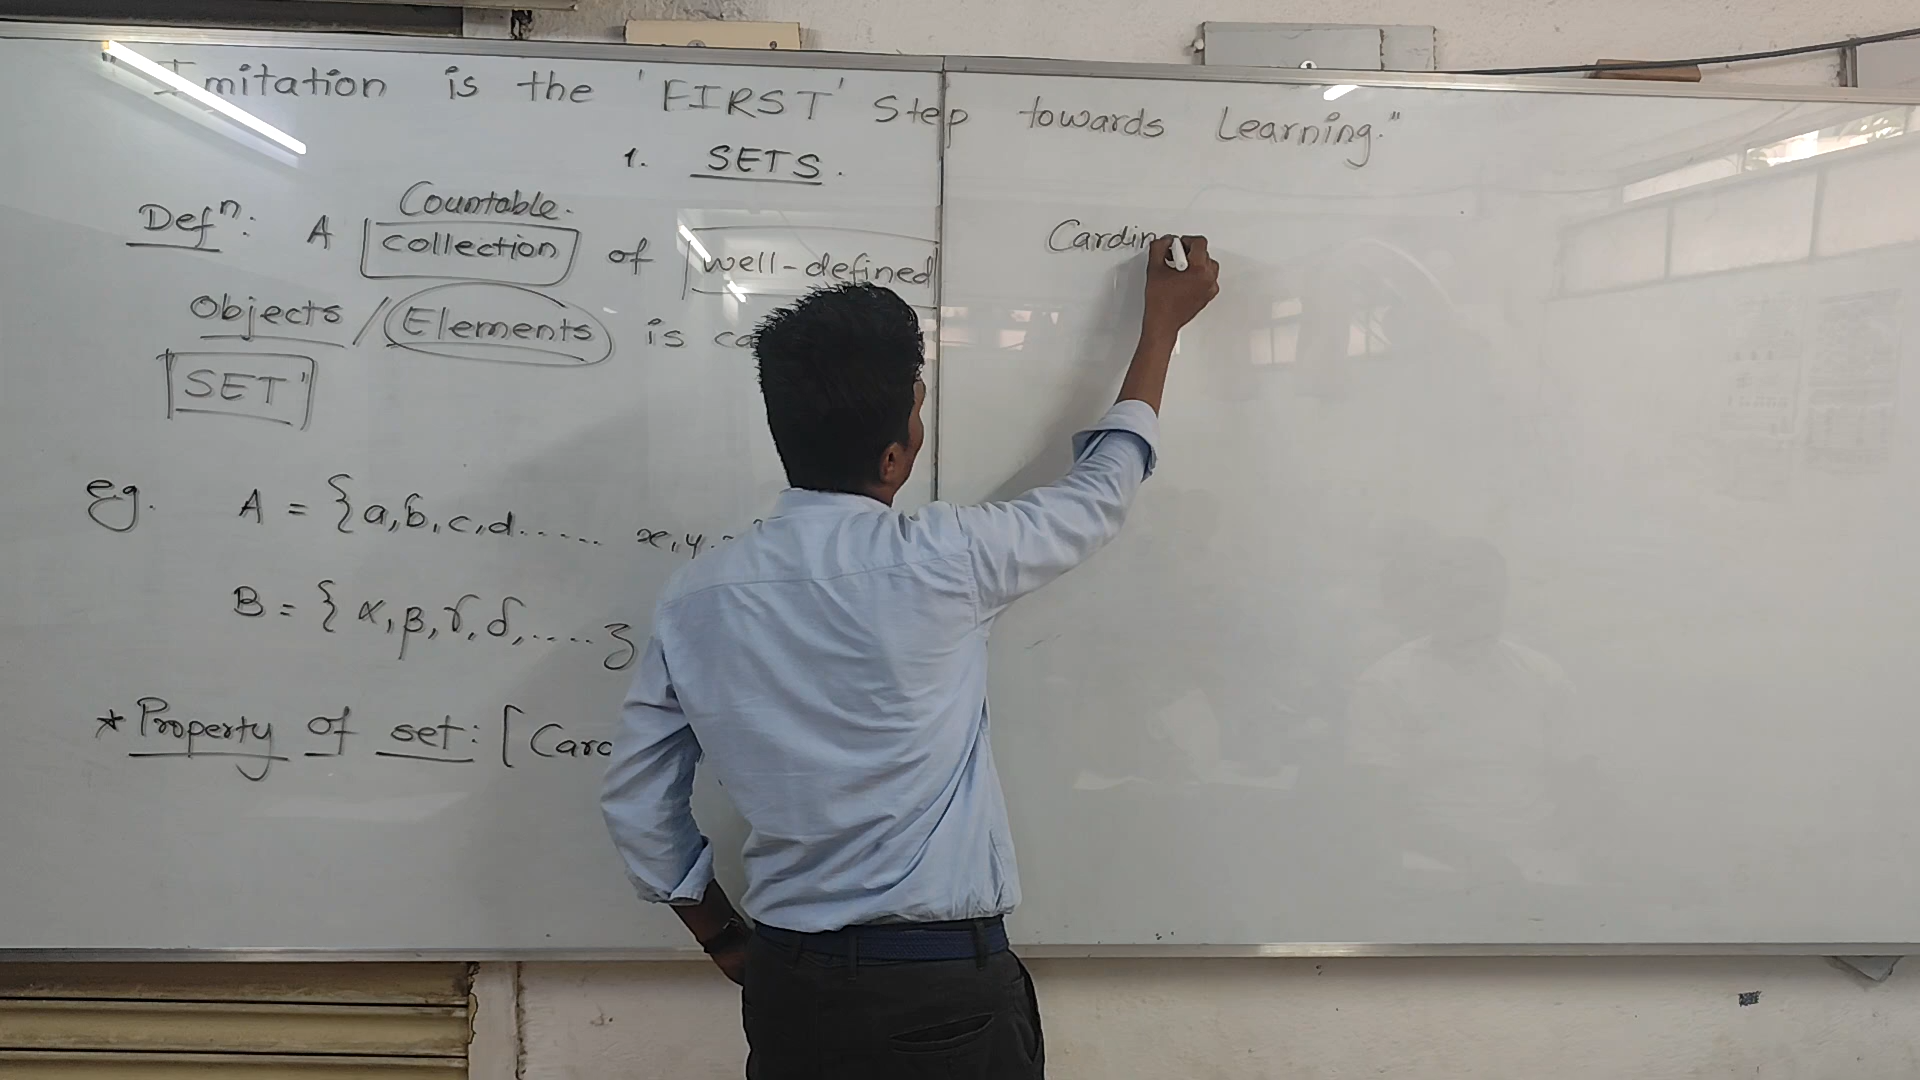 "Imitation is the 'FIRST' Step towards Learning."
1. SETS.
Countable.
Defⁿ: A collection of well-defined
Objects / Elements is
SET'
eg. A = {a, b, c, d..... x, y.
B = { α, β, γ, δ, .... }
* Property of set: [
Cardin